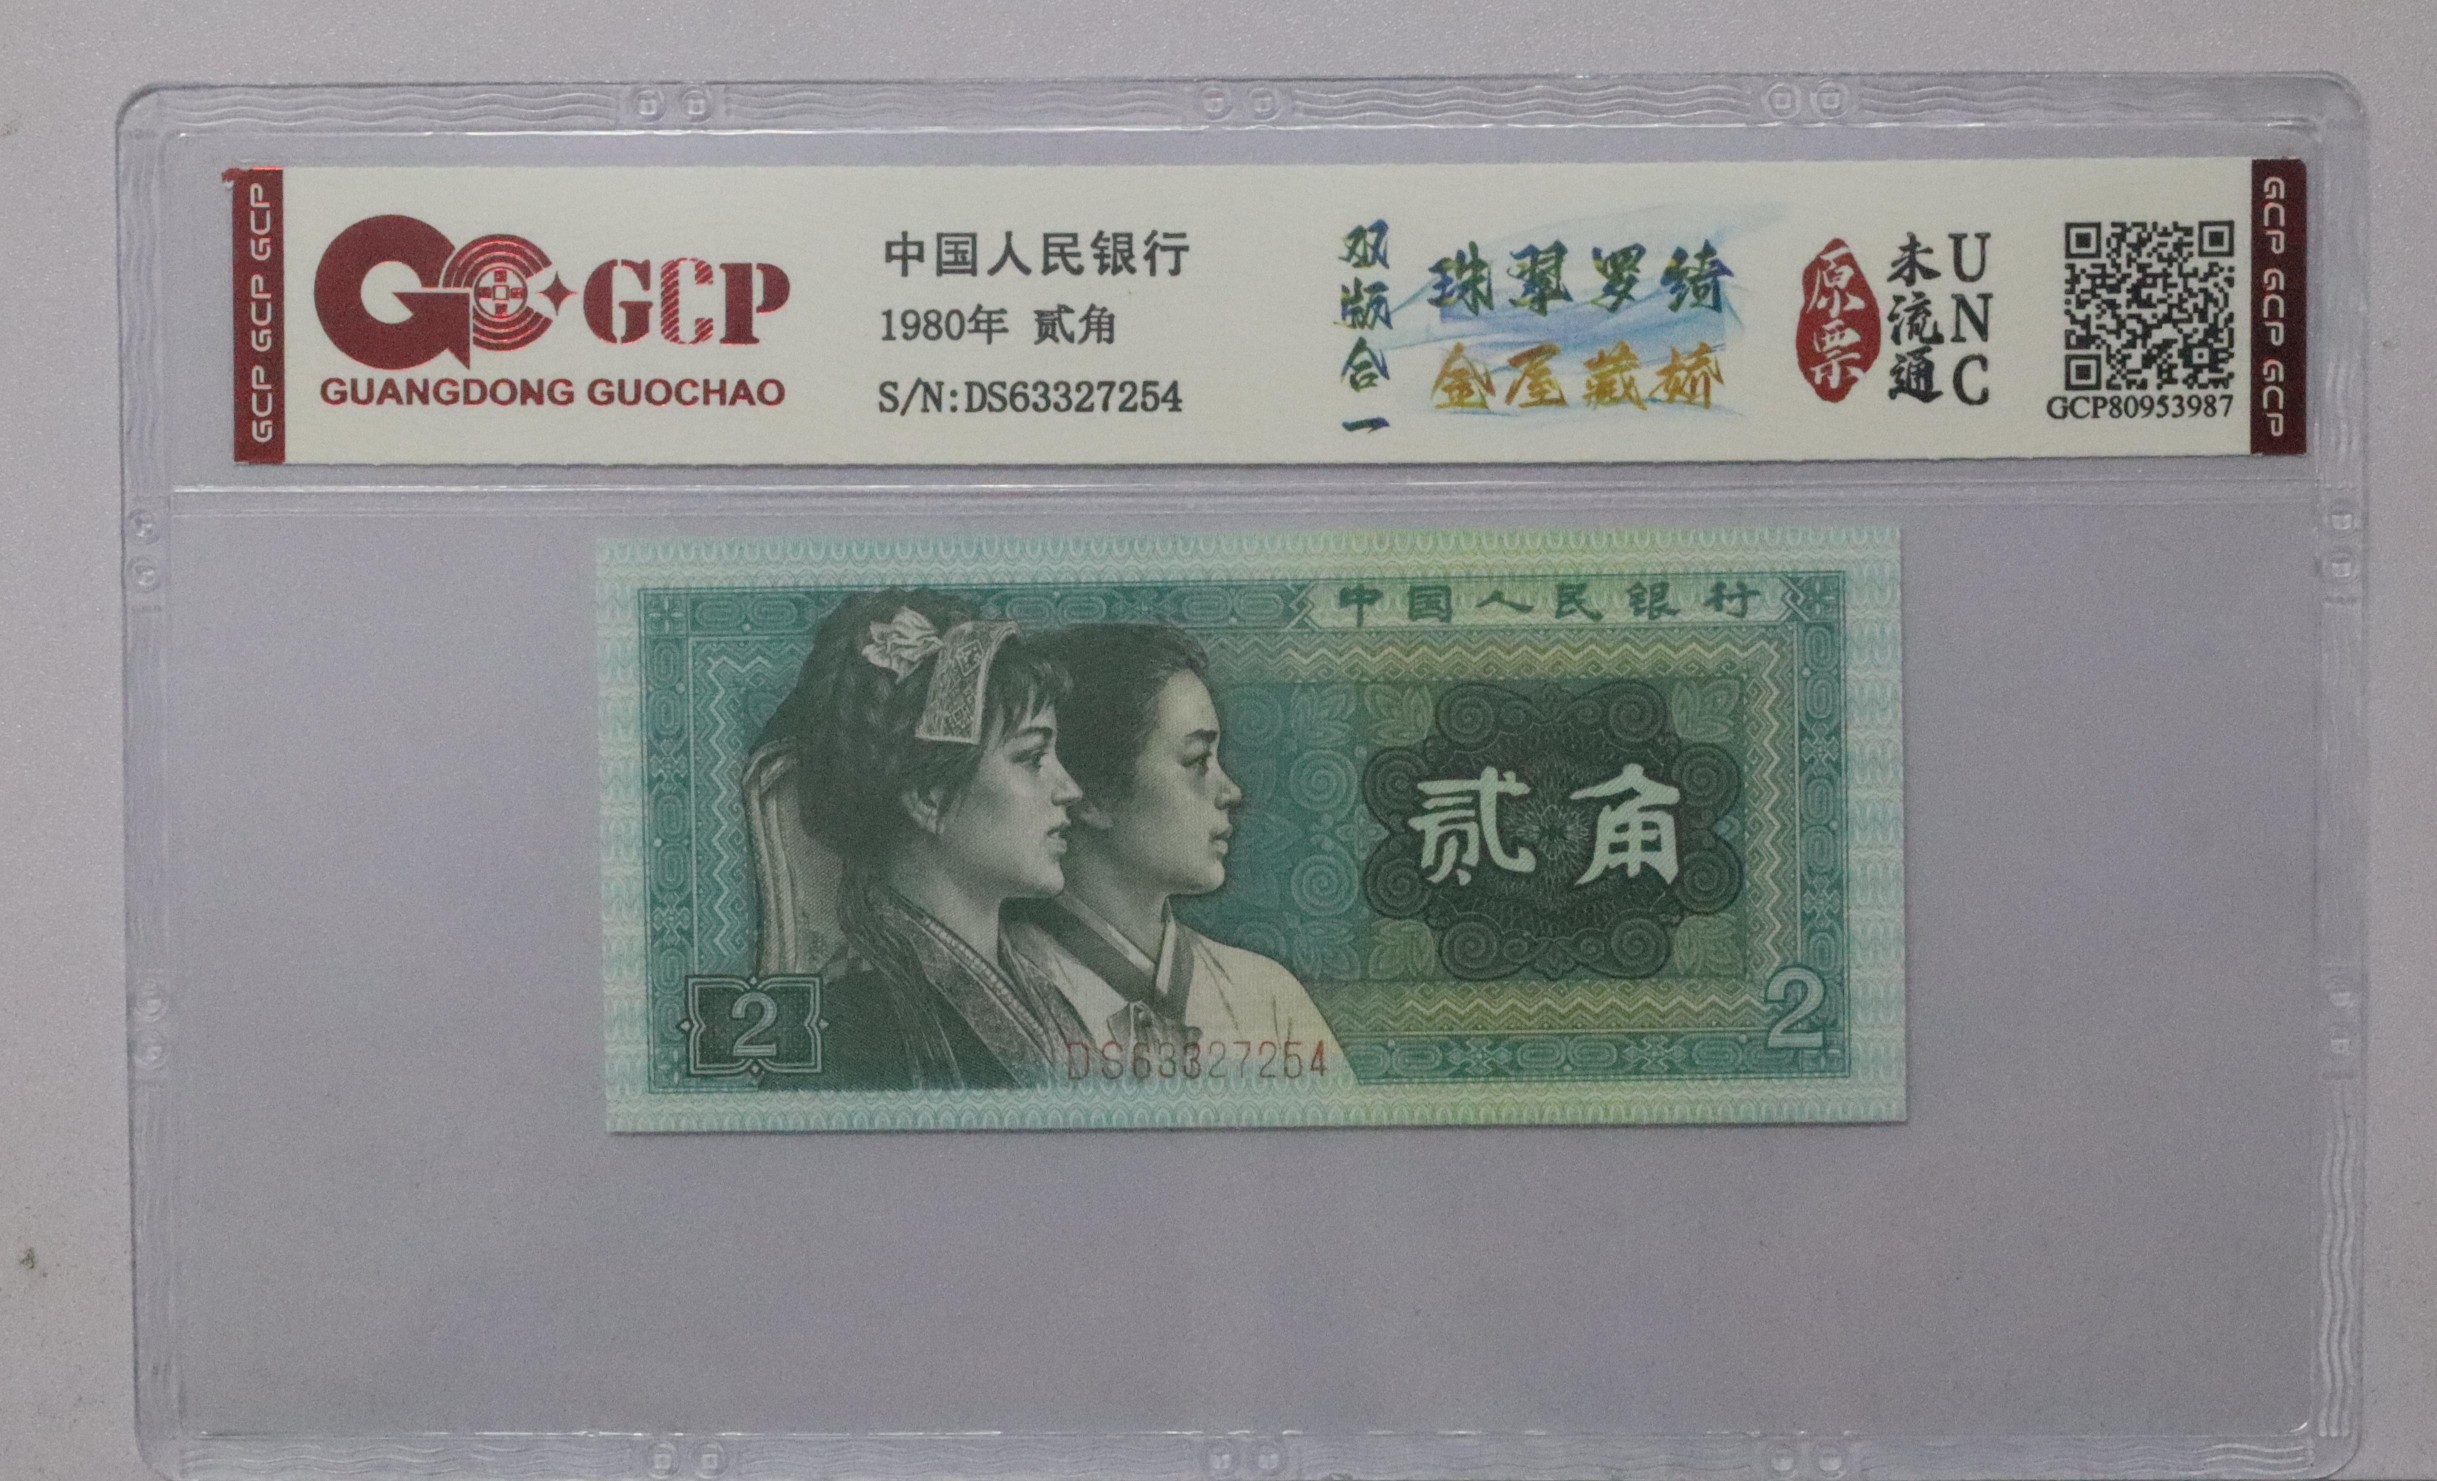 GCP GCP GCP
GCP
GUANGDONG GUOCHAO
中国人民银行
1980年 贰角
S/N:DS63327254
双版合一
珠翠罗绮
金屋藏娇
原票
未流通
UNC
GCP80953987
GCP GCP GCP
中国人民银行
贰角
2
2
DS63327254